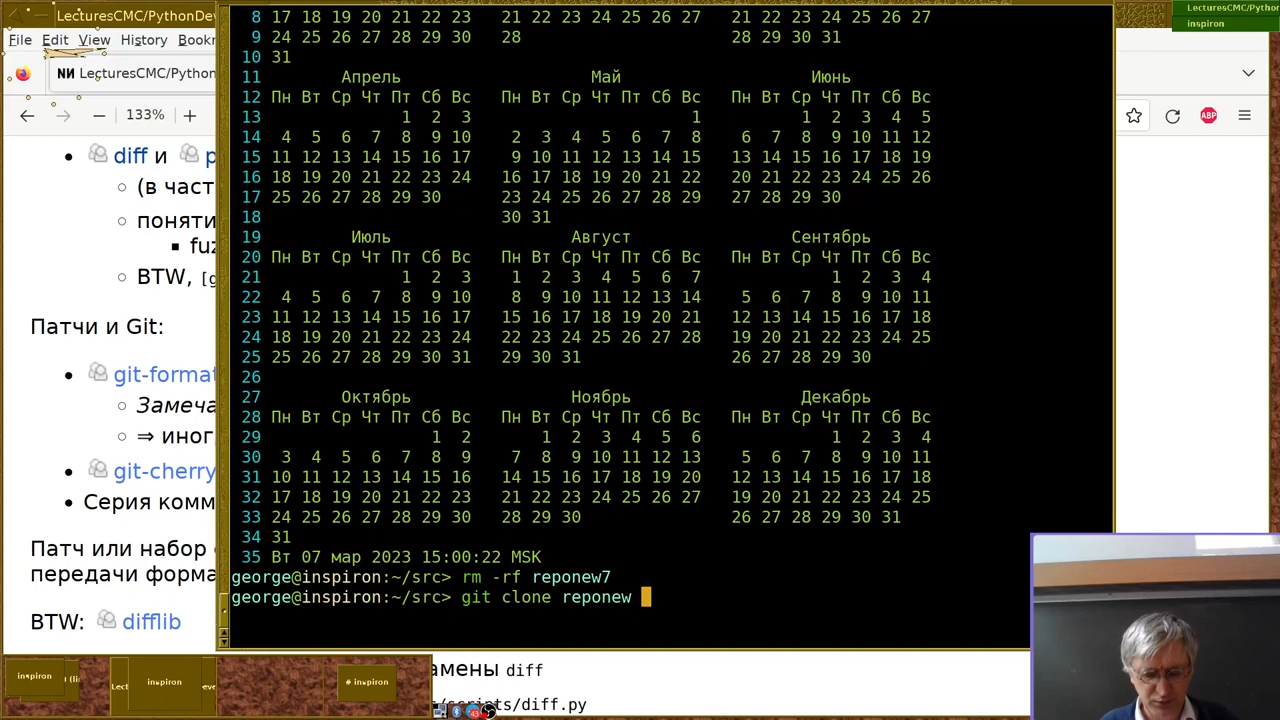 LecturesCMC/PythonDev
File Edit View History Bookn
LecturesCMC/Python
133%
diff и
(в част
поняти
fuz
BTW, [g
Патчи и Git:
git-format
Замеча
⇒ иног
git-cherry
Серия комм
Патч или набор
передачи форма
BTW: difflib
8 17 18 19 20 21 22 23 21 22 23 24 25 26 27 21 22 23 24 25 26 27
9 24 25 26 27 28 29 30 28 28 29 30 31
10 31
11 Апрель Май Июнь
12 Пн Вт Ср Чт Пт Сб Вс Пн Вт Ср Чт Пт Сб Вс Пн Вт Ср Чт Пт Сб Вс
13 1 2 3 1 1 2 3 4 5
14 4 5 6 7 8 9 10 2 3 4 5 6 7 8 6 7 8 9 10 11 12
15 11 12 13 14 15 16 17 9 10 11 12 13 14 15 13 14 15 16 17 18 19
16 18 19 20 21 22 23 24 16 17 18 19 20 21 22 20 21 22 23 24 25 26
17 25 26 27 28 29 30 23 24 25 26 27 28 29 27 28 29 30
18 30 31
19 Июль Август Сентябрь
20 Пн Вт Ср Чт Пт Сб Вс Пн Вт Ср Чт Пт Сб Вс Пн Вт Ср Чт Пт Сб Вс
21 1 2 3 1 2 3 4 5 6 7 1 2 3 4
22 4 5 6 7 8 9 10 8 9 10 11 12 13 14 5 6 7 8 9 10 11
23 11 12 13 14 15 16 17 15 16 17 18 19 20 21 12 13 14 15 16 17 18
24 18 19 20 21 22 23 24 22 23 24 25 26 27 28 19 20 21 22 23 24 25
25 25 26 27 28 29 30 31 29 30 31 26 27 28 29 30
26
27 Октябрь Ноябрь Декабрь
28 Пн Вт Ср Чт Пт Сб Вс Пн Вт Ср Чт Пт Сб Вс Пн Вт Ср Чт Пт Сб Вс
29 1 2 1 2 3 4 5 6 1 2 3 4
30 3 4 5 6 7 8 9 7 8 9 10 11 12 13 5 6 7 8 9 10 11
31 10 11 12 13 14 15 16 14 15 16 17 18 19 20 12 13 14 15 16 17 18
32 17 18 19 20 21 22 23 21 22 23 24 25 26 27 19 20 21 22 23 24 25
33 24 25 26 27 28 29 30 28 29 30 26 27 28 29 30 31
34 31
35 Вт 07 мар 2023 15:00:22 MSK
george@inspiron:~/src> rm -rf reponew7
george@inspiron:~/src> git clone reponew
LecturesCMC/Python
inspiron
ABP
амены diff
ipts/diff.py
inspiron
(li
Lect
inspiron
eve
# inspiron